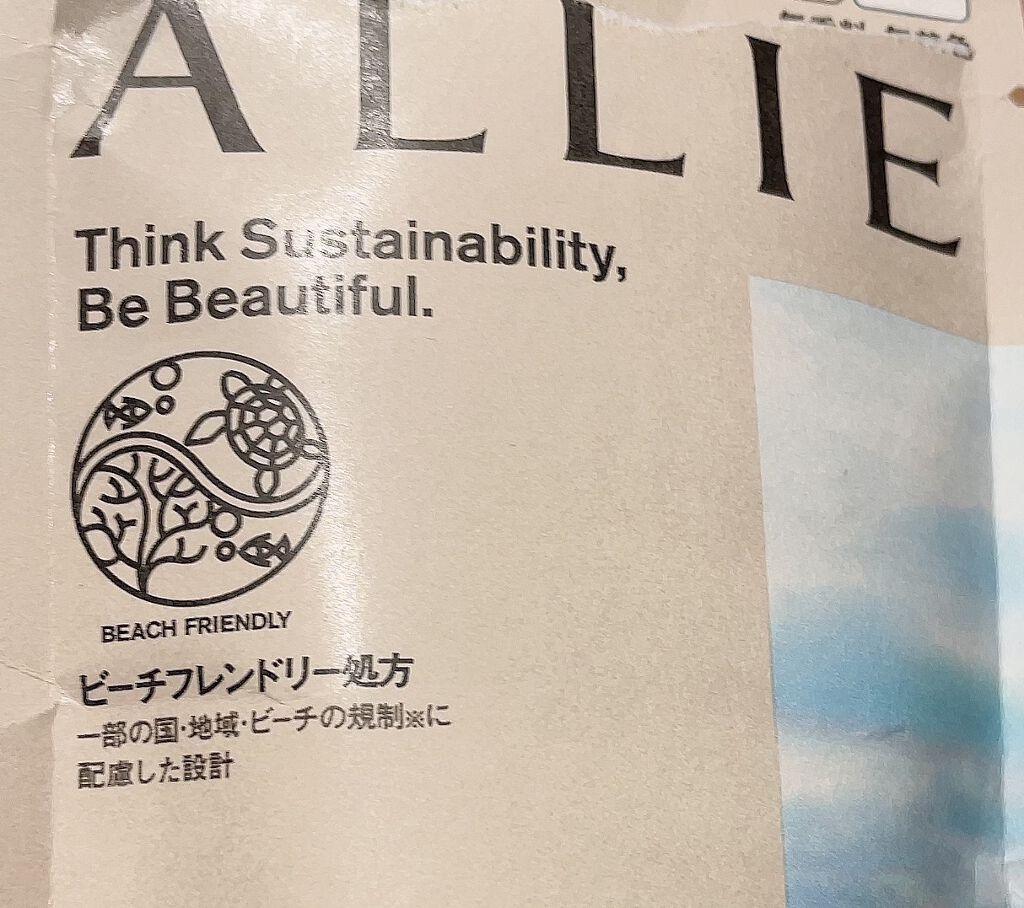 ALLIE
Think Sustainability,
Be Beautiful.
BEACH FRIENDLY
ビーチフレンドリー処方
一部の国・地域・ビーチの規制※に
配慮した設計